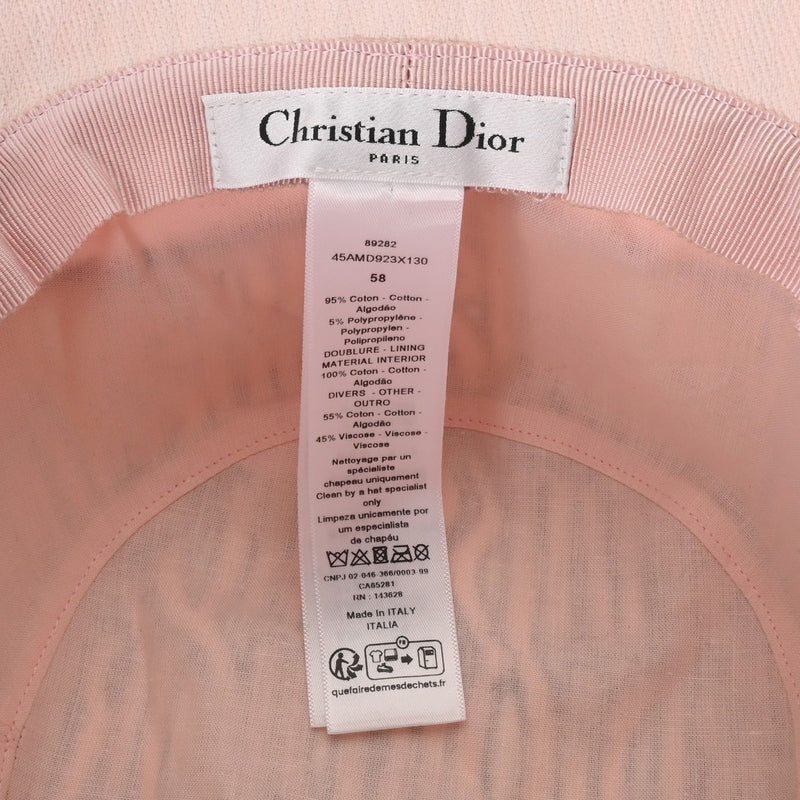 Christian Dior
PARIS
89282
45AMD923X130
58
95% Coton - Cotton -
Algodão
5% Polypropylène -
Polypropylen -
Polipropileno
DOUBLURE - LINING
MATERIAL INTERIOR
100% Coton - Cotton -
Algodão
DIVERS - OTHER -
OUTRO
55% Coton - Cotton -
Algodão
45% Viscose - Viscose -
Viscose
Nettoyage par un
spécialiste
chapeau uniquement
Clean by a hat specialist
only
Limpeza unicamente por
um especialista
de chapéu
CNPJ 02-046-366/0003-99
CA65281
RN : 143628
Made in ITALY
ITALIA
FR
quefairedemesdechets.fr